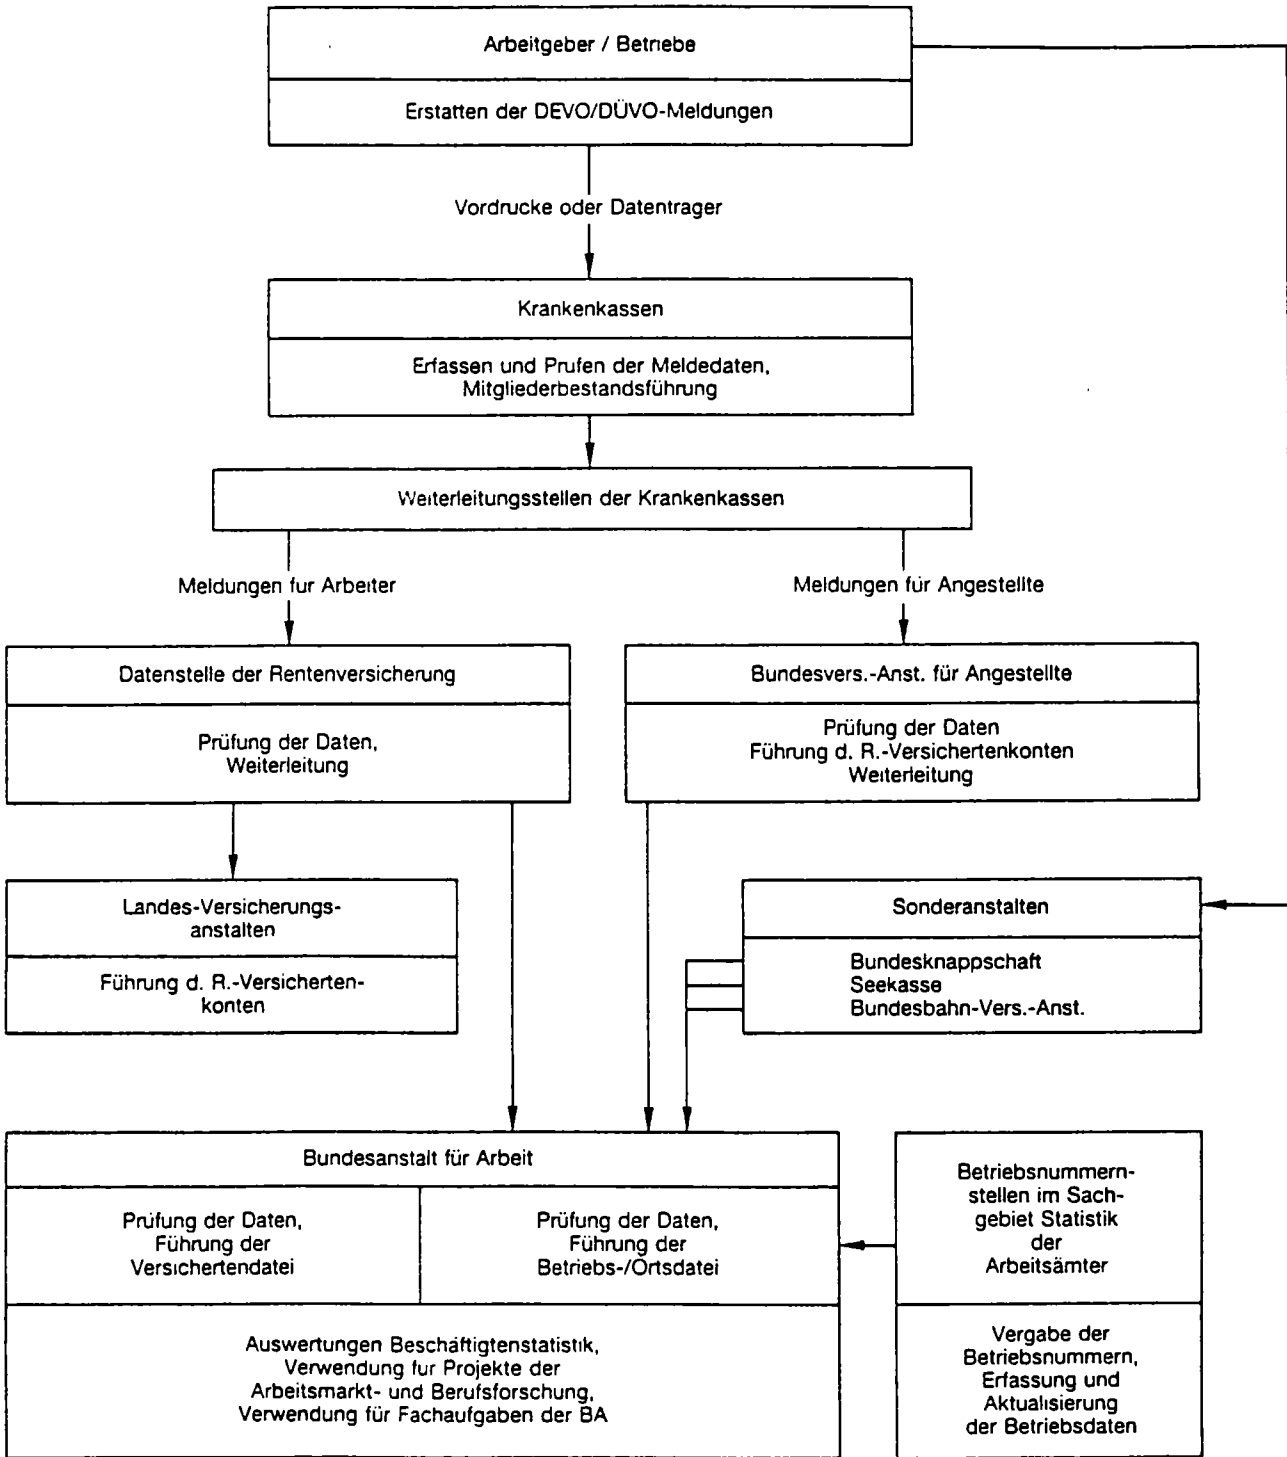 Arbeitgeber / Betriebe
Erstatten der DEVO/DÜVO-Meldungen
Vordrucke oder Datentrager
Krankenkassen
Erfassen und Prufen der Meldedaten,
Mitgliederbestandsführung
Weiterleitungsstellen der Krankenkassen
Meldungen fur Arbeiter
Meldungen für Angestellte
Datenstelle der Rentenversicherung
Prüfung der Daten,
Weiterleitung
Bundesvers.-Anst. für Angestellte
Prüfung der Daten
Führung d. R.-Versichertenkonten
Weiterleitung
Landes-Versicherungs-
anstalten
Führung d. R.-Versicherten-
konten
Sonderanstalten
Bundesknappschaft
Seekasse
Bundesbahn-Vers.-Anst.
Bundesanstalt für Arbeit
Prüfung der Daten,
Führung der
Versichertendatei
Prüfung der Daten,
Führung der
Betriebs-/Ortsdatei
Auswertungen Beschäftigtenstatistik,
Verwendung fur Projekte der
Arbeitsmarkt- und Berufsforschung,
Verwendung für Fachaufgaben der BA
Betriebsnummern-
stellen im Sach-
gebiet Statistik
der
Arbeitsämter
Vergabe der
Betriebsnummern,
Erfassung und
Aktualisierung
der Betriebsdaten